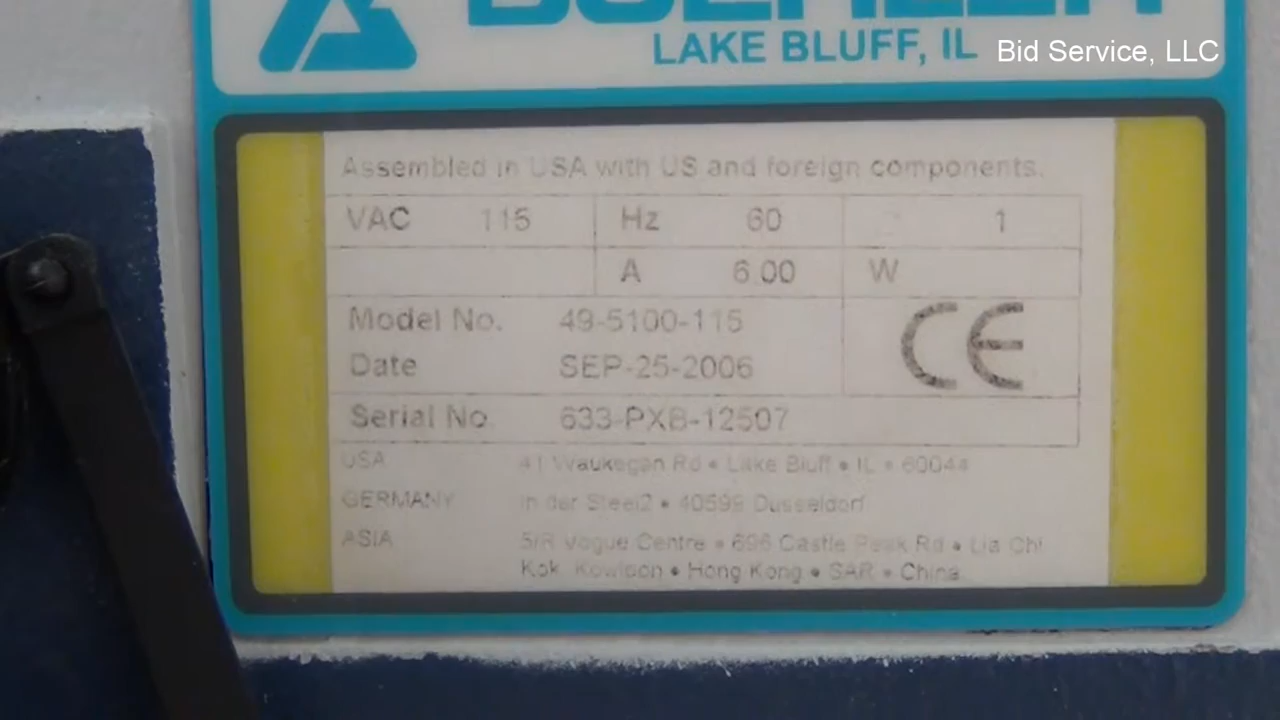 BUEHLER
LAKE BLUFF, IL
Bid Service, LLC
Assembled in USA with US and foreign components.
VAC 115 Hz 60 1
A 6.00 W
Model No. 49-5100-115
Date SEP-25-2006
CE
Serial No. 633-PXB-12507
USA 41 Waukegan Rd • Lake Bluff • IL • 60044
GERMANY In der Steel2 • 40599 Dusseldorf
ASIA 5/R Vogue Centre • 696 Castle Peak Rd • Lia Chi
Kok, Kowloon • Hong Kong • SAR • China